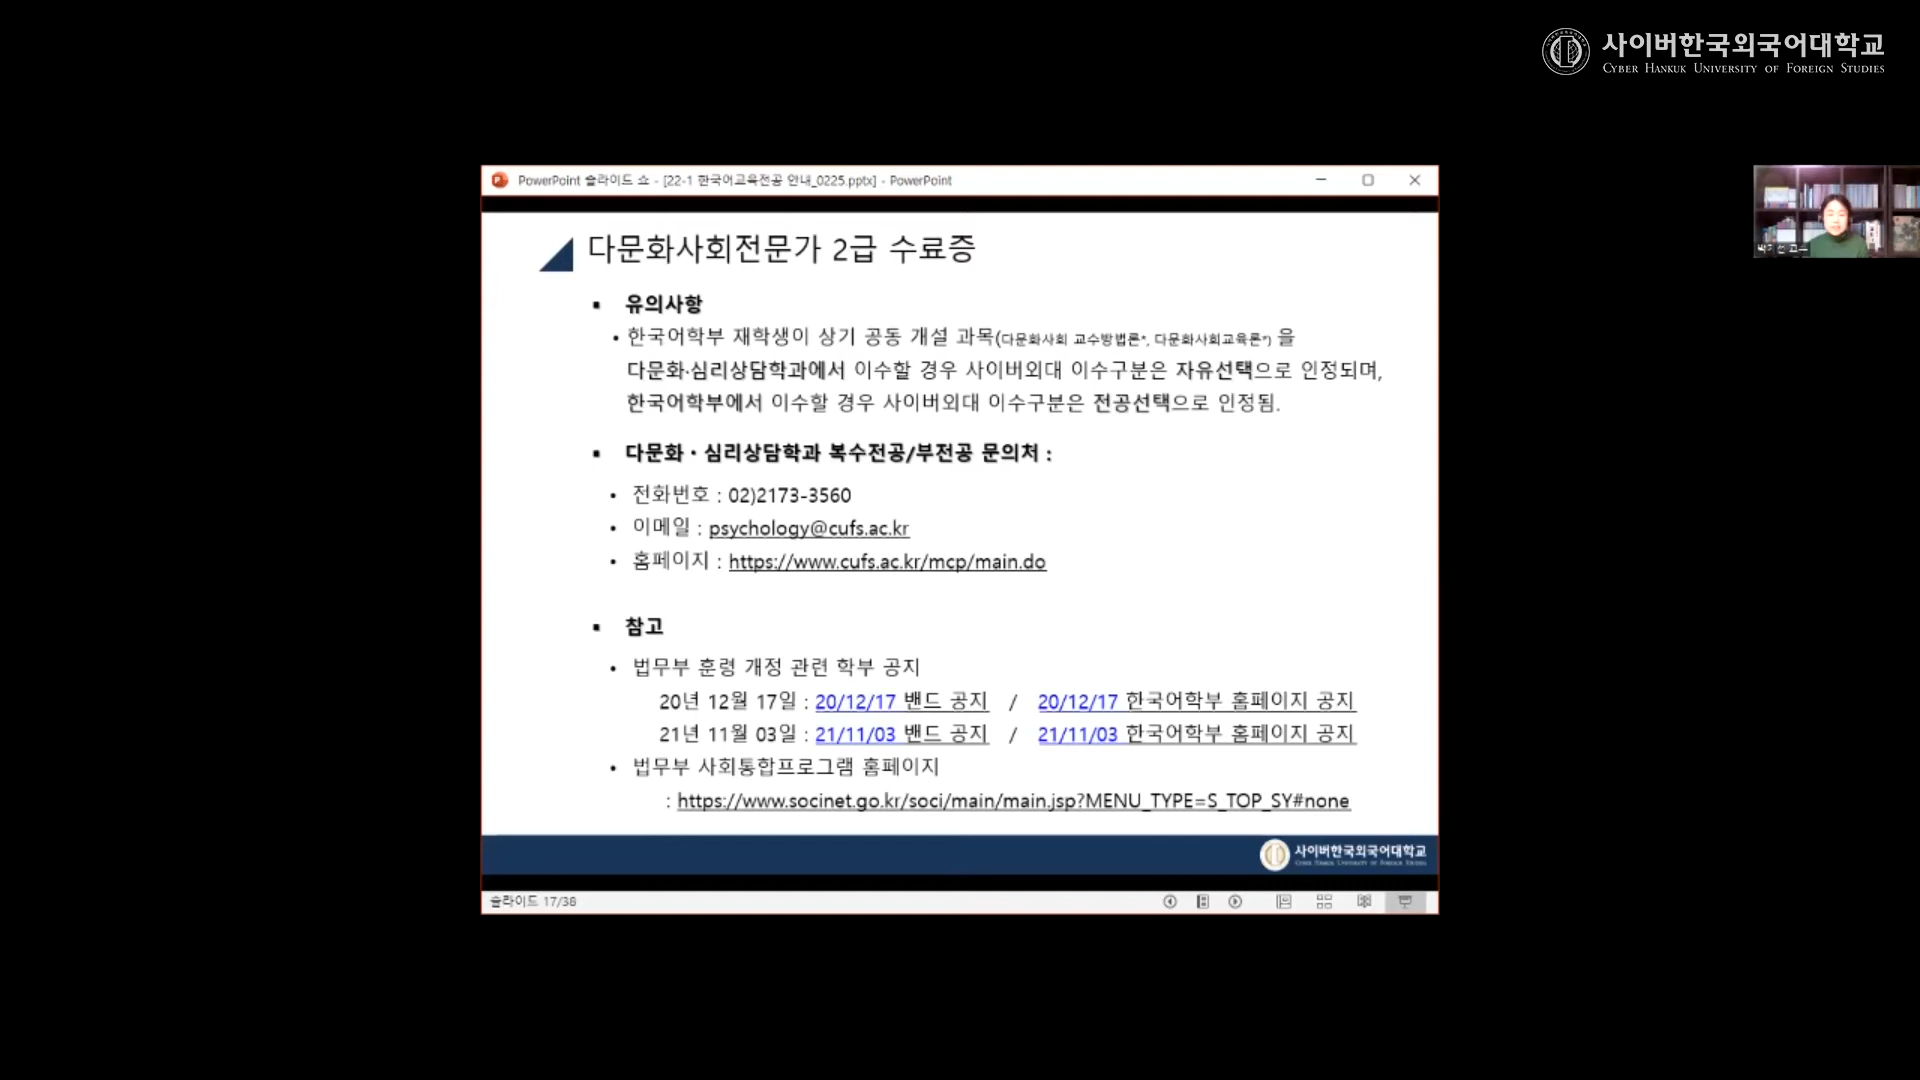 사이버한국외국어대학교
CYBER HANKUK UNIVERSITY OF FOREIGN STUDIES
PowerPoint 슬라이드 쇼 - [22-1 한국어교육전공 안내_0225.pptx] - PowerPoint
다문화사회전문가 2급 수료증
▪ 유의사항
• 한국어학부 재학생이 상기 공동 개설 과목(다문화사회 교수방법론*, 다문화사회교육론*) 을
다문화·심리상담학과에서 이수할 경우 사이버외대 이수구분은 자유선택으로 인정되며,
한국어학부에서 이수할 경우 사이버외대 이수구분은 전공선택으로 인정됨.
▪ 다문화・심리상담학과 복수전공/부전공 문의처 :
• 전화번호 : 02)2173-3560
• 이메일 : psychology@cufs.ac.kr
• 홈페이지 : https://www.cufs.ac.kr/mcp/main.do
▪ 참고
• 법무부 훈령 개정 관련 학부 공지
20년 12월 17일 : 20/12/17 밴드 공지 / 20/12/17 한국어학부 홈페이지 공지
21년 11월 03일 : 21/11/03 밴드 공지 / 21/11/03 한국어학부 홈페이지 공지
• 법무부 사회통합프로그램 홈페이지
: https://www.socinet.go.kr/soci/main/main.jsp?MENU_TYPE=S_TOP_SY#none
사이버한국외국어대학교
CYBER HANKUK UNIVERSITY OF FOREIGN STUDIES
슬라이드 17/38